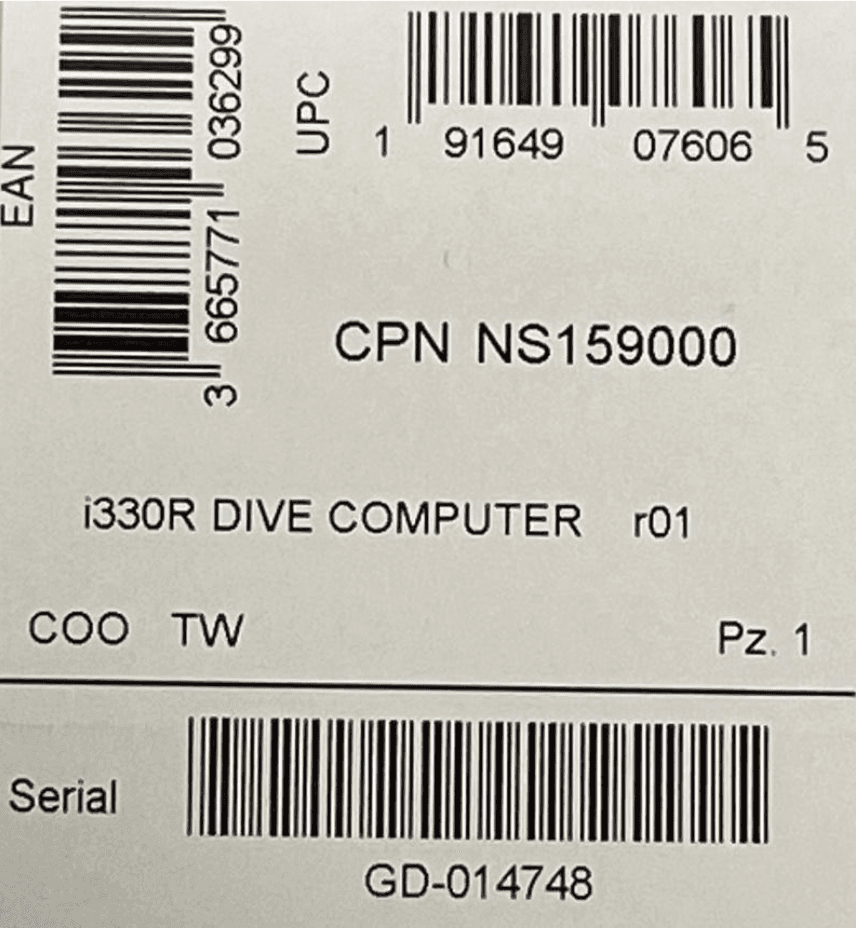 EAN
3 665771 036299
UPC
1 91649 07606 5
CPN NS159000
i330R DIVE COMPUTER r01
COO TW
Pz. 1
Serial
GD-014748